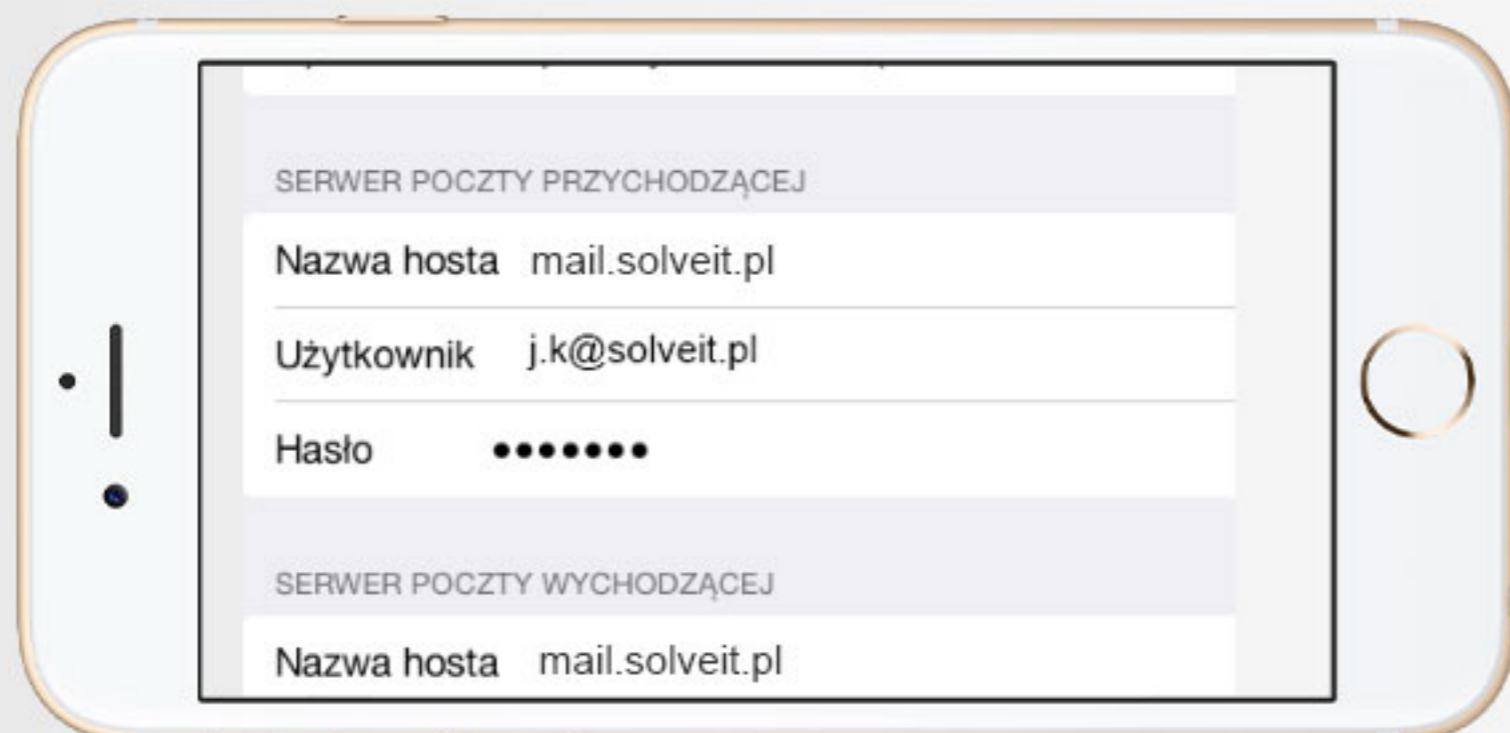 SERWER POCZTY PRZYCHODZĄCEJ
Nazwa hosta mail.solveit.pl
Użytkownik j.k@solveit.pl
Hasło •••••••
SERWER POCZTY WYCHODZĄCEJ
Nazwa hosta mail.solveit.pl